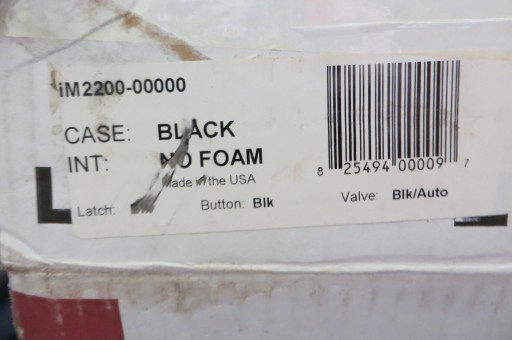 iM2200-00000
CASE: BLACK
INT: NO FOAM
Made in the USA
Latch: Button: Blk Valve: Blk/Auto
8 25494 00009 7